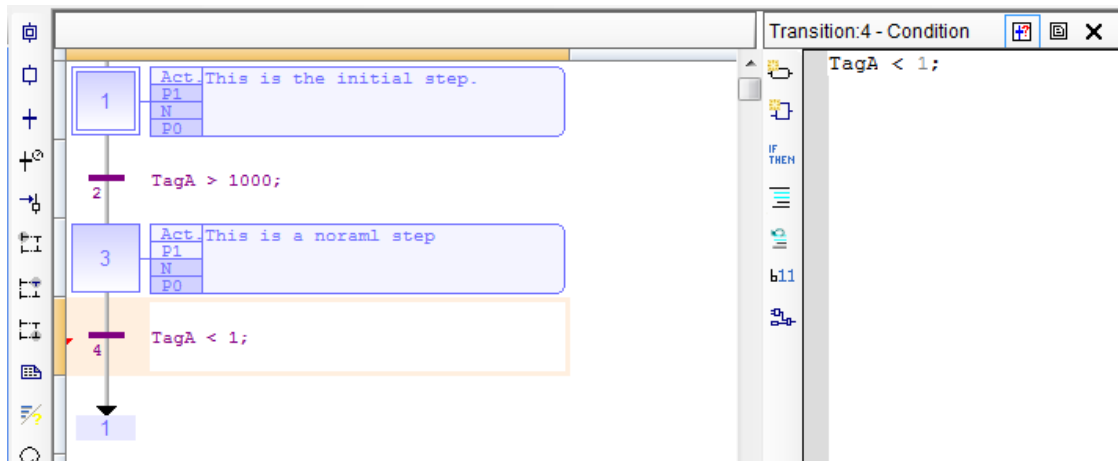 Transition:4 - Condition
TagA < 1;
IF
THEN
b11
1
Act.
This is the initial step.
P1
N
P0
2
TagA > 1000;
3
Act.
This is a noraml step
P1
N
P0
4
TagA < 1;
1